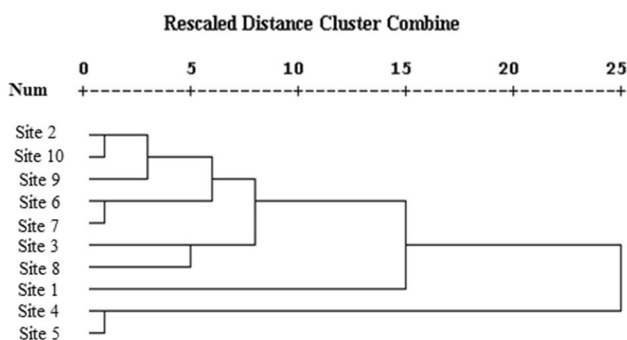 Rescaled Distance Cluster Combine
0 5 10 15 20 25
Num
Site 2
Site 10
Site 9
Site 6
Site 7
Site 3
Site 8
Site 1
Site 4
Site 5